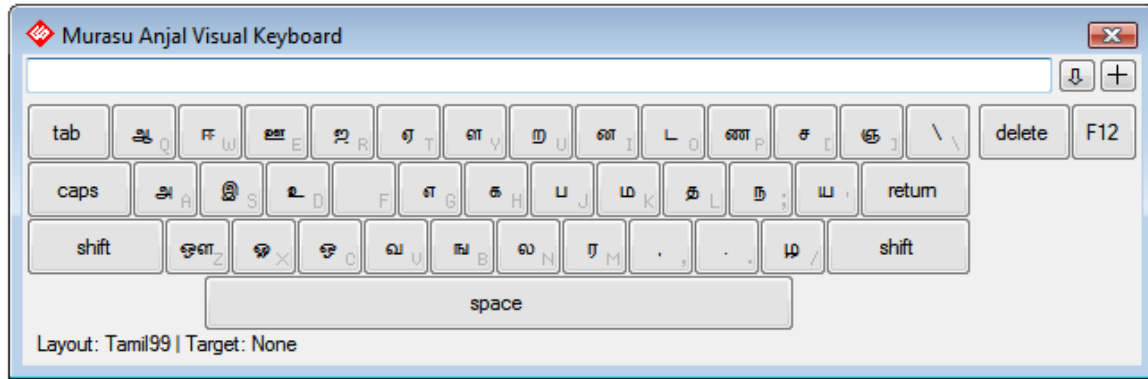 Murasu Anjal Visual Keyboard
tab ஆ Q ஈ W ஊ E ஐ R ஏ T ள Y ற U ன I ட O ண P ச [ ஞ ] \ \ delete F12
caps அ A இ S உ D F எ G க H ப J ம K த L ந ; ய ' return
shift ஔ Z ஓ X ஒ C வ V ங B ல N ர M , , . . ழ / shift
space
Layout: Tamil99 | Target: None